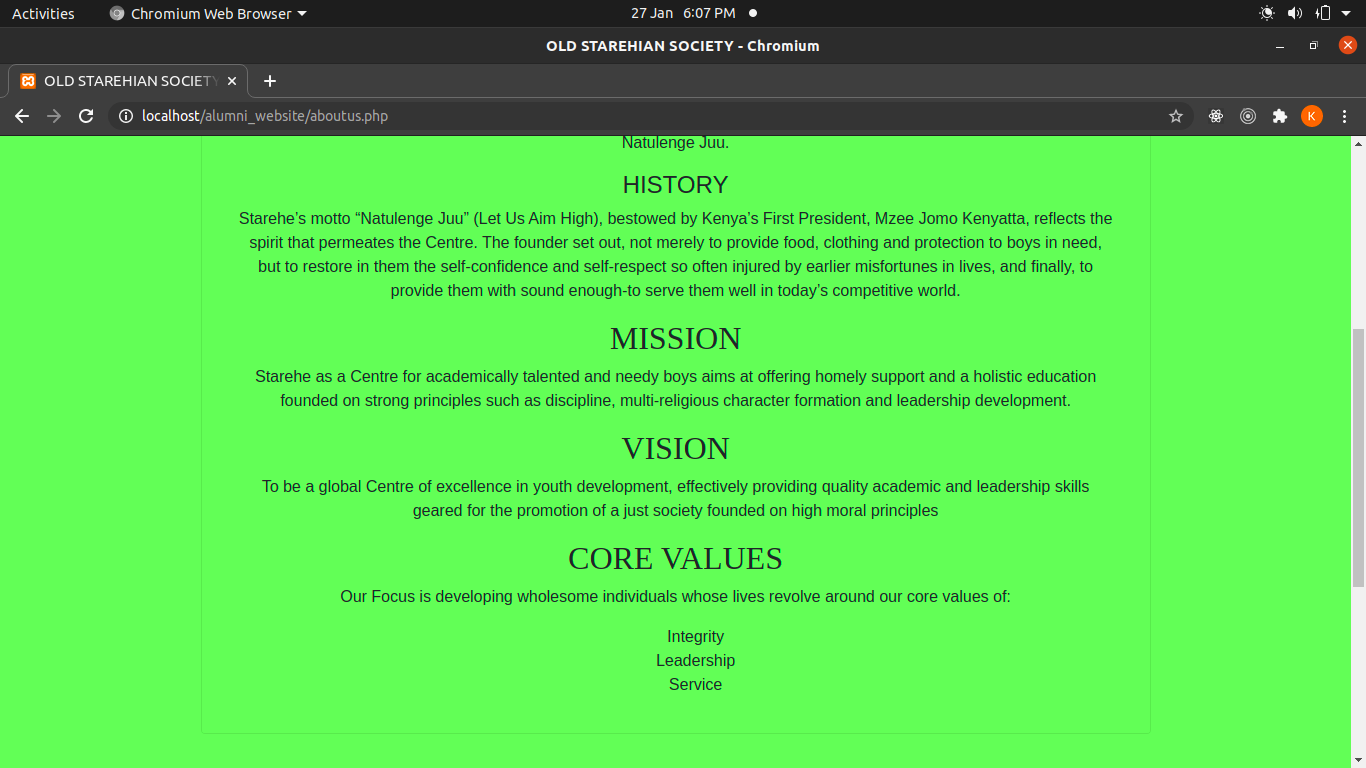 Activities
Chromium Web Browser
27 Jan 6:07 PM
OLD STAREHIAN SOCIETY - Chromium
OLD STAREHIAN SOCIETY
localhost/alumni_website/aboutus.php
K
Natulenge Juu.
HISTORY
Starehe’s motto “Natulenge Juu” (Let Us Aim High), bestowed by Kenya’s First President, Mzee Jomo Kenyatta, reflects the
spirit that permeates the Centre. The founder set out, not merely to provide food, clothing and protection to boys in need,
but to restore in them the self-confidence and self-respect so often injured by earlier misfortunes in lives, and finally, to
provide them with sound enough-to serve them well in today’s competitive world.
MISSION
Starehe as a Centre for academically talented and needy boys aims at offering homely support and a holistic education
founded on strong principles such as discipline, multi-religious character formation and leadership development.
VISION
To be a global Centre of excellence in youth development, effectively providing quality academic and leadership skills
geared for the promotion of a just society founded on high moral principles
CORE VALUES
Our Focus is developing wholesome individuals whose lives revolve around our core values of:
Integrity
Leadership
Service